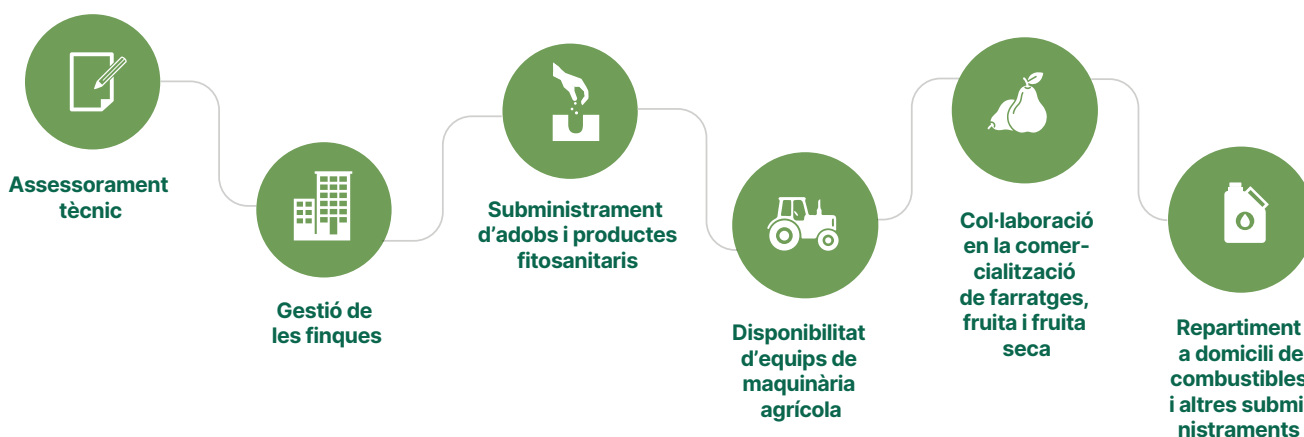 Assessorament
tècnic
Gestió de
les finques
Subministrament
d’adobs i productes
fitosanitaris
Disponibilitat
d’equips de
maquinària
agrícola
Col·laboració
en la comer-
cialització
de farratges,
fruita i fruita
seca
Repartiment
a domicili de
combustibles
i altres submi
nistraments